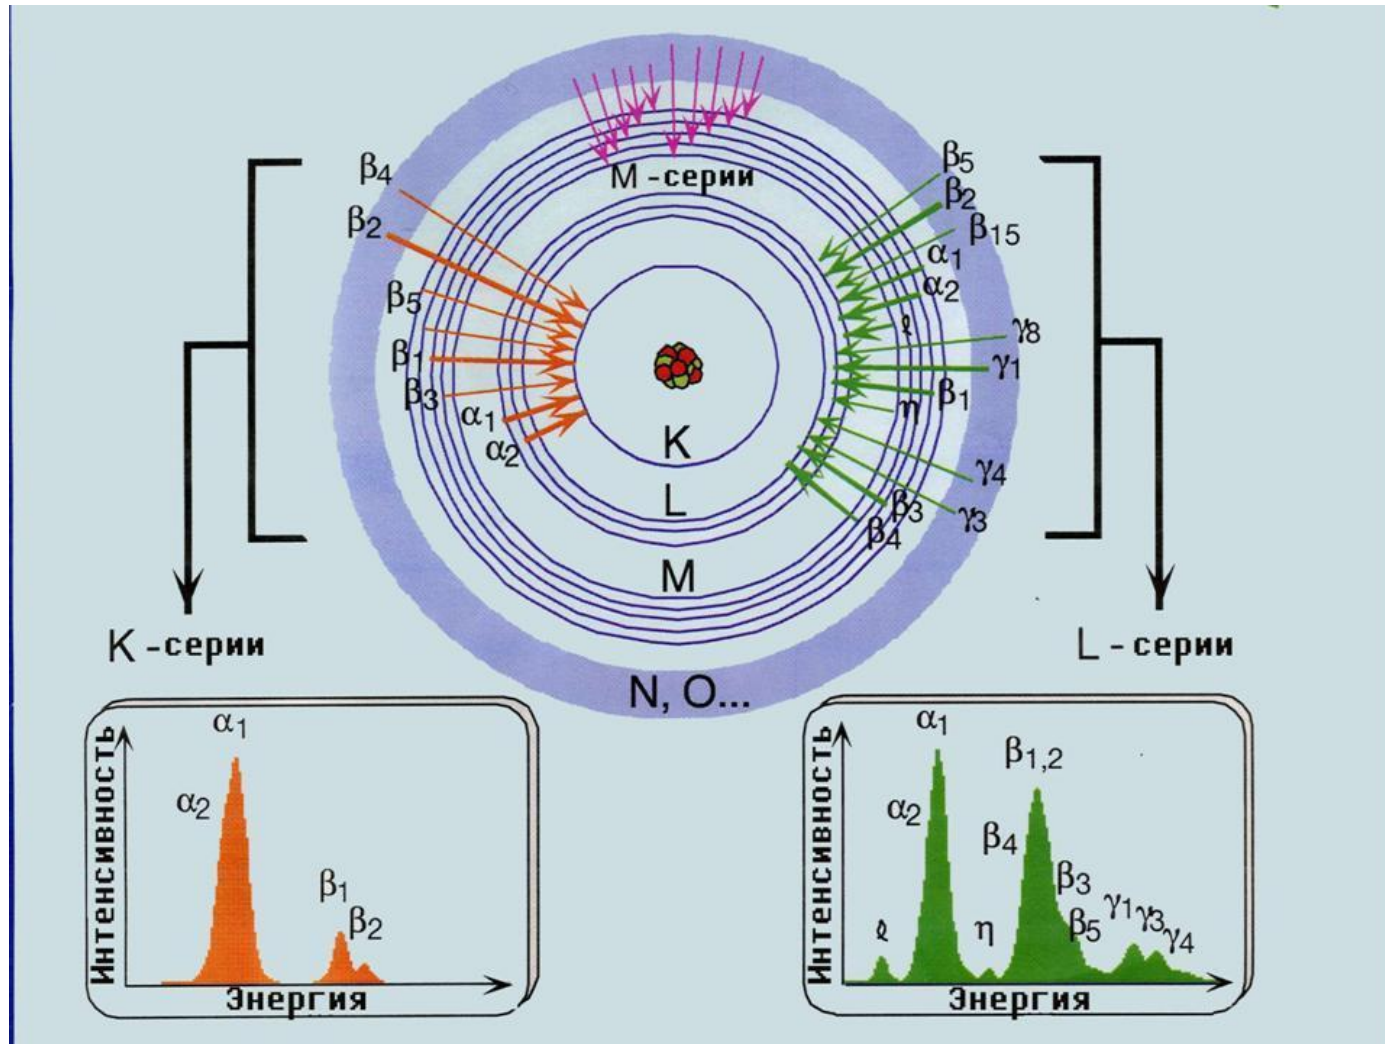 M - серии
β4
β2
β5
β1
β3
α1
α2
β5
β2
β15
α1
α2
ℓ
γ8
γ1
β1
η
γ4
β3
γ3
β4
K
L
M
N, O...
K - серии
L - серии
Интенсивность
α1
α2
β1
β2
Энергия
Интенсивность
α1
β1,2
α2
β4
β3
ℓ
η
β5
γ1
γ3
γ4
Энергия